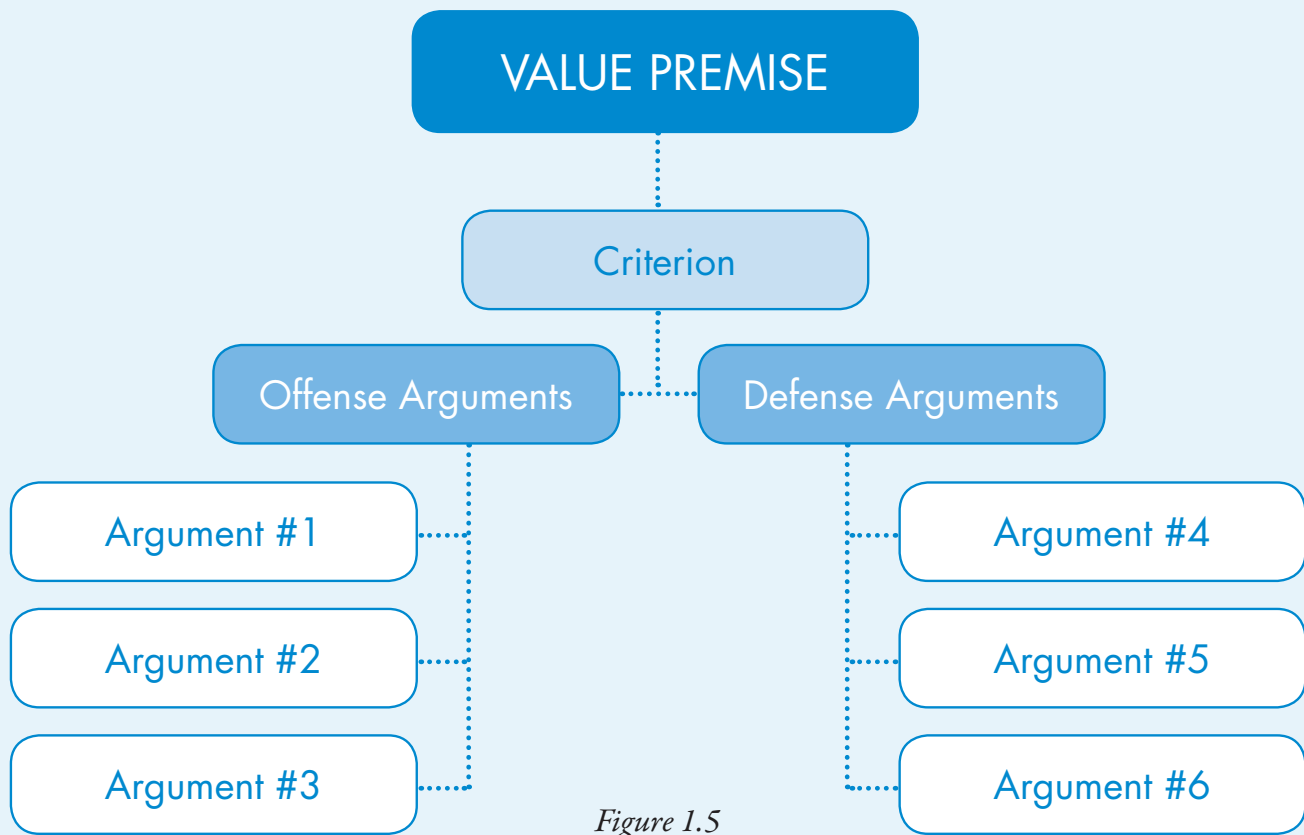 VALUE PREMISE
Criterion
Offense Arguments
Defense Arguments
Argument #1
Argument #4
Argument #2
Argument #5
Argument #3
Argument #6
Figure 1.5